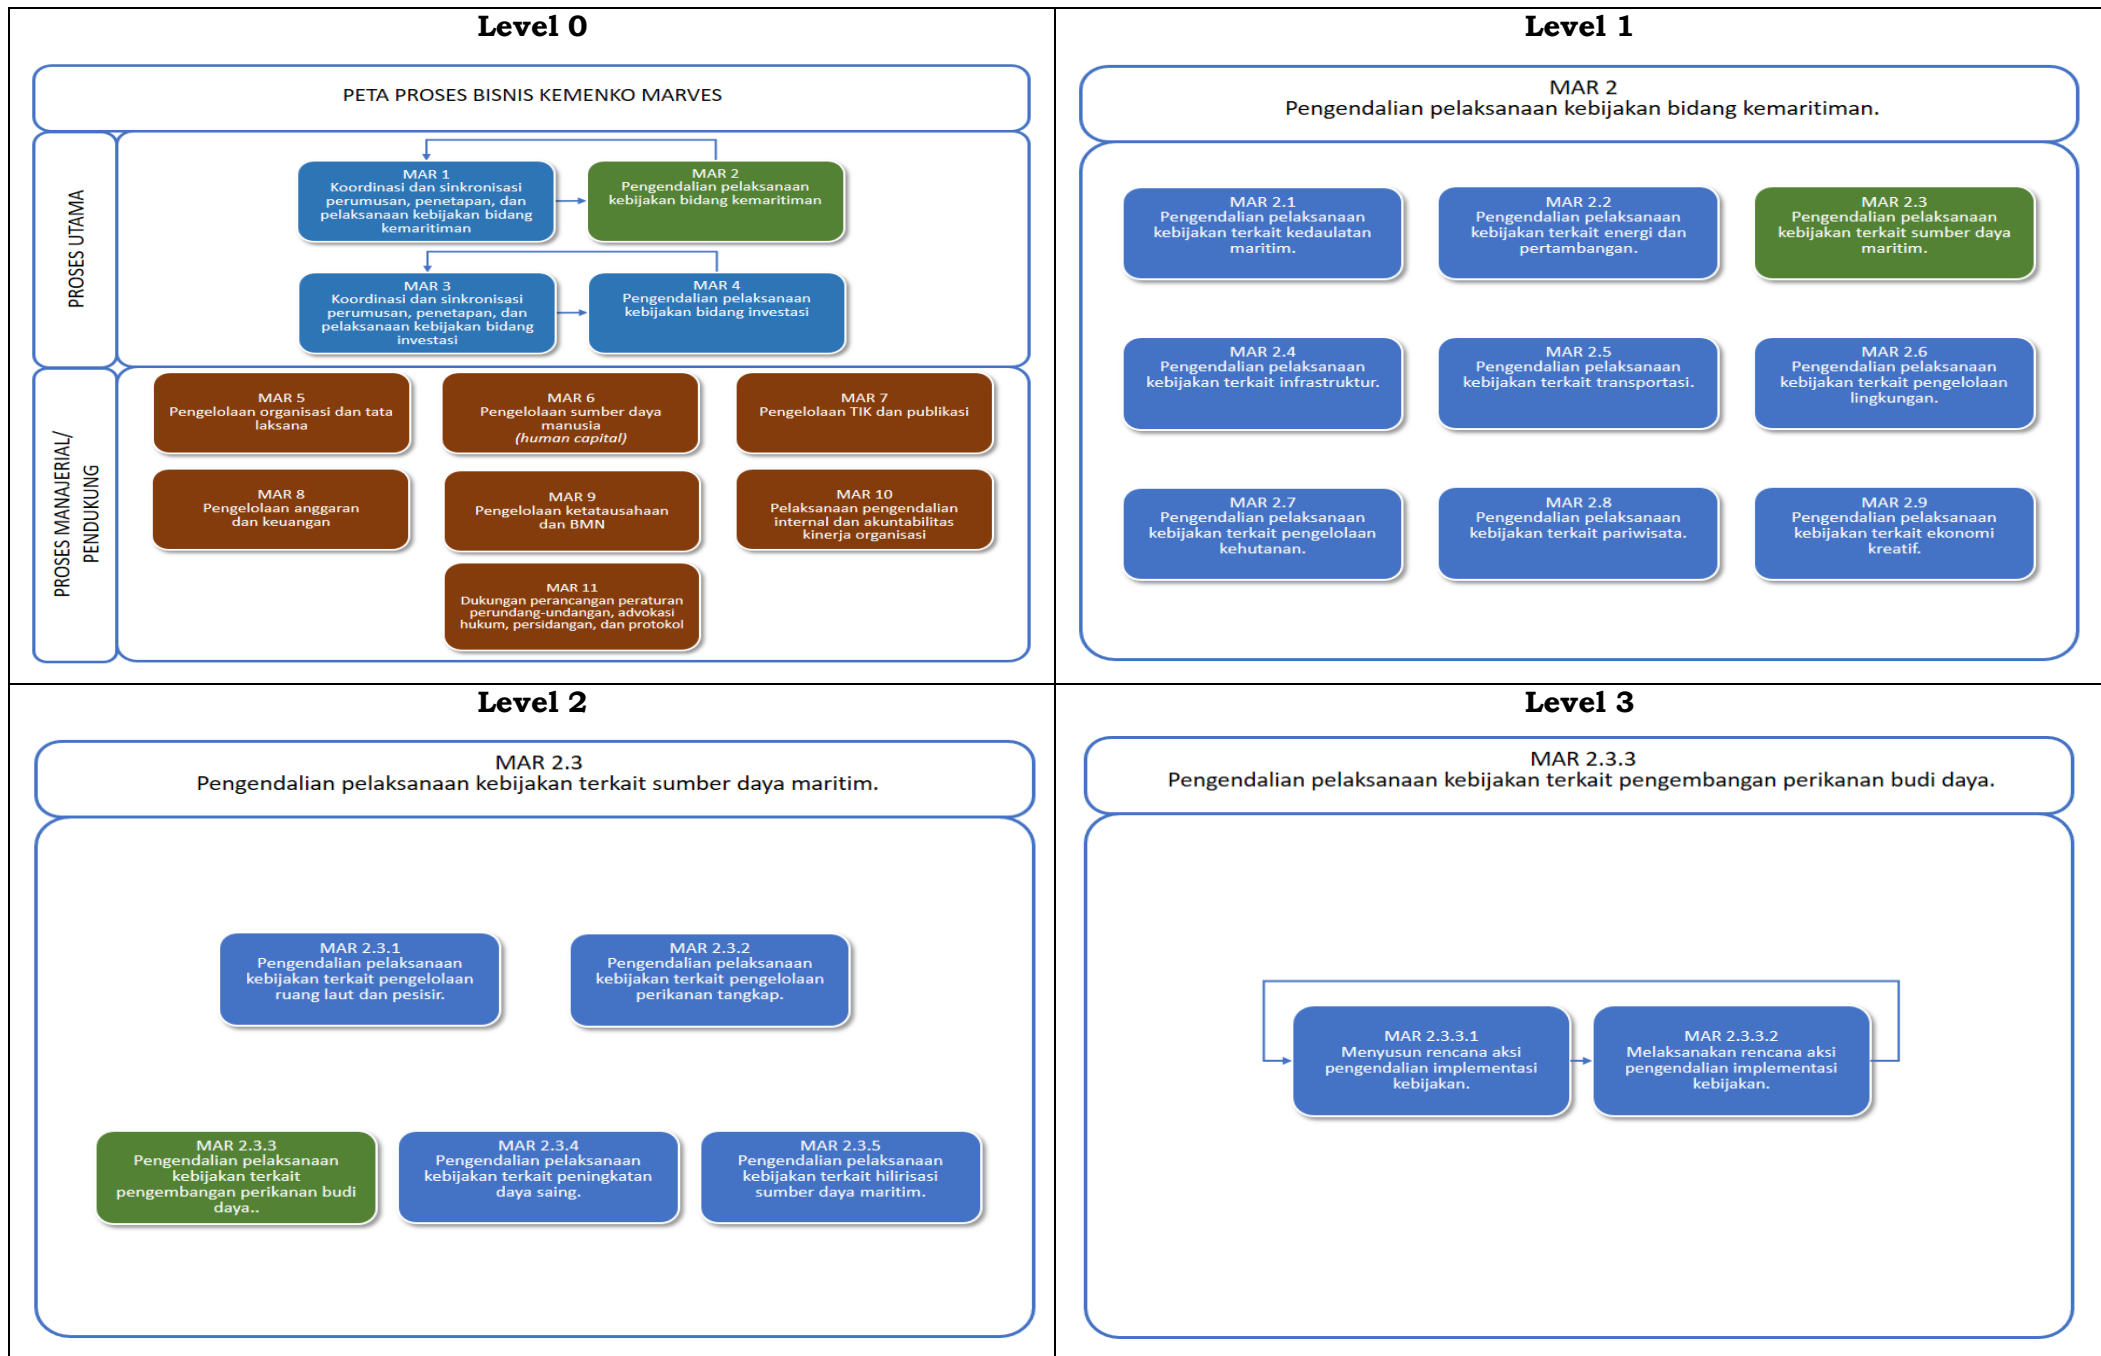 Level 0
PETA PROSES BISNIS KEMENKO MARVES
PROSES UTAMA
MAR 1
Koordinasi dan sinkronisasi
perumusan, penetapan, dan
pelaksanaan kebijakan bidang
kemaritiman
MAR 2
Pengendalian pelaksanaan
kebijakan bidang kemaritiman
MAR 3
Koordinasi dan sinkronisasi
perumusan, penetapan, dan
pelaksanaan kebijakan bidang
investasi
MAR 4
Pengendalian pelaksanaan
kebijakan bidang investasi
PROSES MANAJERIAL/
PENDUKUNG
MAR 5
Pengelolaan organisasi dan tata
laksana
MAR 6
Pengelolaan sumber daya
manusia
(human capital)
MAR 7
Pengelolaan TIK dan publikasi
MAR 8
Pengelolaan anggaran
dan keuangan
MAR 9
Pengelolaan ketatausahaan
dan BMN
MAR 10
Pelaksanaan pengendalian
internal dan akuntabilitas
kinerja organisasi
MAR 11
Dukungan perancangan peraturan
perundang-undangan, advokasi
hukum, persidangan, dan protokol
Level 1
MAR 2
Pengendalian pelaksanaan kebijakan bidang kemaritiman.
MAR 2.1
Pengendalian pelaksanaan
kebijakan terkait kedaulatan
maritim.
MAR 2.2
Pengendalian pelaksanaan
kebijakan terkait energi dan
pertambangan.
MAR 2.3
Pengendalian pelaksanaan
kebijakan terkait sumber daya
maritim.
MAR 2.4
Pengendalian pelaksanaan
kebijakan terkait infrastruktur.
MAR 2.5
Pengendalian pelaksanaan
kebijakan terkait transportasi.
MAR 2.6
Pengendalian pelaksanaan
kebijakan terkait pengelolaan
lingkungan.
MAR 2.7
Pengendalian pelaksanaan
kebijakan terkait pengelolaan
kehutanan.
MAR 2.8
Pengendalian pelaksanaan
kebijakan terkait pariwisata.
MAR 2.9
Pengendalian pelaksanaan
kebijakan terkait ekonomi
kreatif.
Level 2
MAR 2.3
Pengendalian pelaksanaan kebijakan terkait sumber daya maritim.
MAR 2.3.1
Pengendalian pelaksanaan
kebijakan terkait pengelolaan
ruang laut dan pesisir.
MAR 2.3.2
Pengendalian pelaksanaan
kebijakan terkait pengelolaan
perikanan tangkap.
MAR 2.3.3
Pengendalian pelaksanaan
kebijakan terkait
pengembangan perikanan budi
daya..
MAR 2.3.4
Pengendalian pelaksanaan
kebijakan terkait peningkatan
daya saing.
MAR 2.3.5
Pengendalian pelaksanaan
kebijakan terkait hilirisasi
sumber daya maritim.
Level 3
MAR 2.3.3
Pengendalian pelaksanaan kebijakan terkait pengembangan perikanan budi daya.
MAR 2.3.3.1
Menyusun rencana aksi
pengendalian implementasi
kebijakan.
MAR 2.3.3.2
Melaksanakan rencana aksi
pengendalian implementasi
kebijakan.